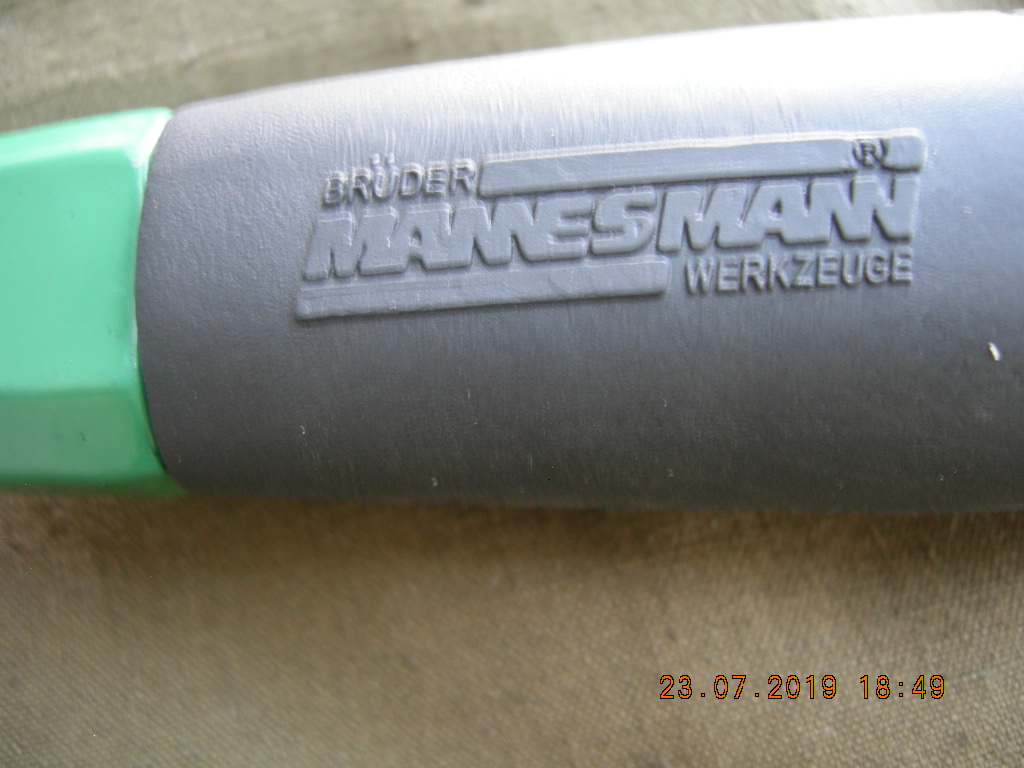 BRÜDER ®
MANNESMANN
WERKZEUGE
23.07.2019 18:49